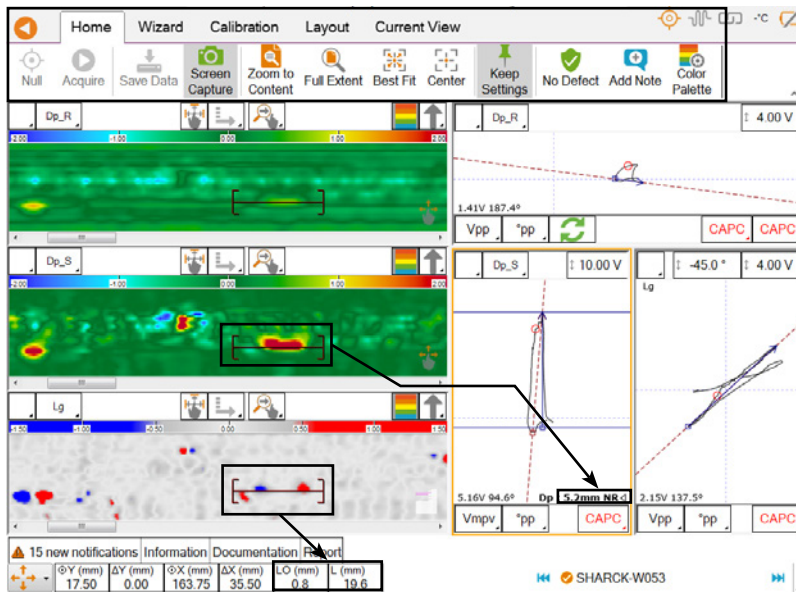 Home Wizard Calibration Layout Current View
-°C
Null Acquire Save Data Screen Capture Zoom to Content Full Extent Best Fit Center Keep Settings No Defect Add Note Color Palette
Dp_R
-2.00 -1.00 0.00 1.00 2.00
Dp_R 4.00 V
1.41V 187.4°
Vpp °pp CAPC CAPC
Dp_S
-2.00 -1.00 0.00 1.00 2.00
Dp_S 10.00 V
5.16V 94.6° Dp 5.2mm NR
Vmpv °pp CAPC
-45.0 ° 4.00 V
Lg
2.15V 137.5°
Vpp °pp CAPC
Lg
-1.50 -0.50 0.00 0.50 1.50
15 new notifications Information Documentation Report
Y (mm) ΔY (mm) X (mm) ΔX (mm) LO (mm) L (mm)
17.50 0.00 163.75 35.50 0.8 19.6
SHARCK-W053